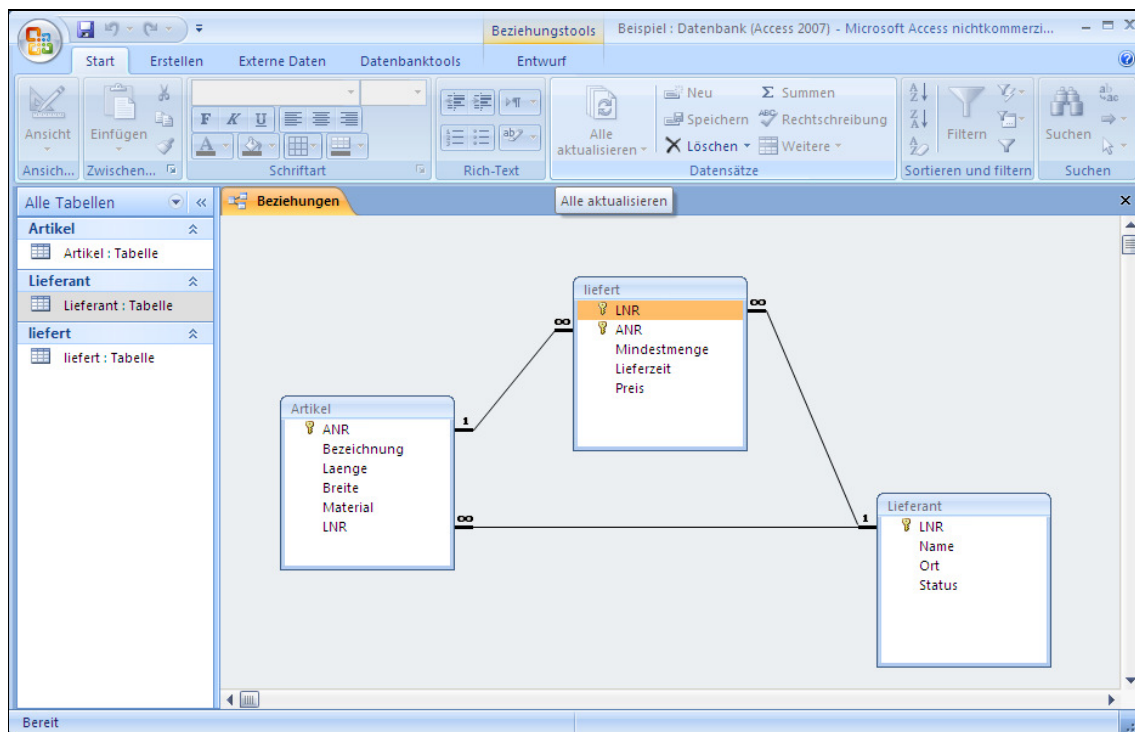 Beziehungstools
Beispiel : Datenbank (Access 2007) - Microsoft Access nichtkommerzi...
Start Erstellen Externe Daten Datenbanktools Entwurf
Ansicht
Einfügen
F K U
A
Alle aktualisieren
Neu
Speichern
Löschen
Σ Summen
Rechtschreibung
Weitere
Filtern
Suchen
Ansich... Zwischen... Schriftart Rich-Text Datensätze Sortieren und filtern Suchen
Alle aktualisieren
Alle Tabellen
Artikel
Artikel : Tabelle
Lieferant
Lieferant : Tabelle
liefert
liefert : Tabelle
Beziehungen
liefert
LNR
ANR
Mindestmenge
Lieferzeit
Preis
∞
∞
Artikel
ANR
Bezeichnung
Laenge
Breite
Material
LNR
1
∞
1
Lieferant
LNR
Name
Ort
Status
Bereit